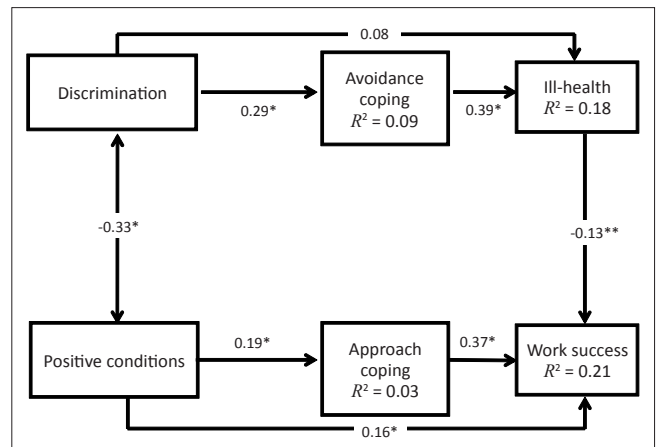 0.08
Discrimination
0.29*
Avoidance
coping
R² = 0.09
0.39*
Ill-health
R² = 0.18
-0.33*
-0.13**
Positive conditions
0.19*
Approach
coping
R² = 0.03
0.37*
Work success
R² = 0.21
0.16*